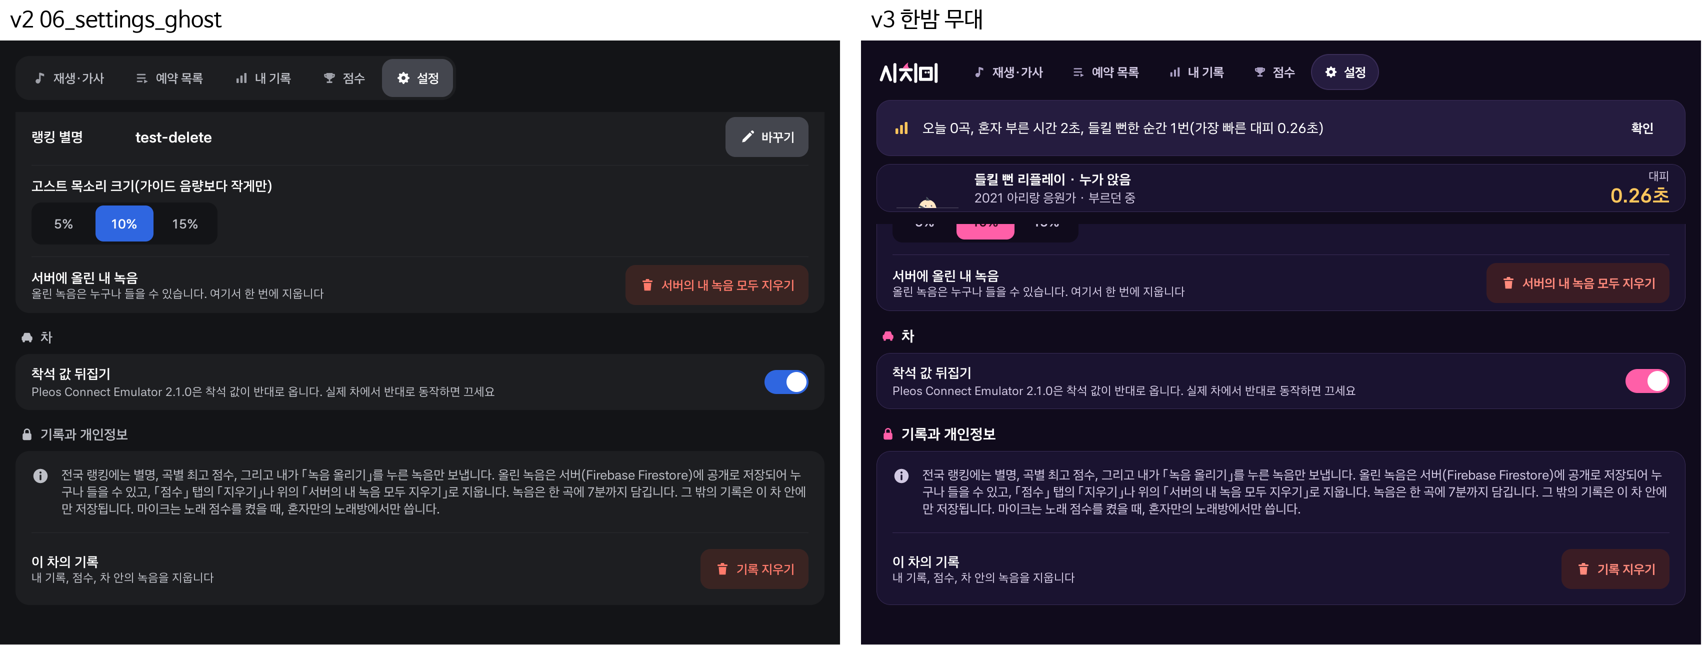 v2 06_settings_ghost
재생·가사
예약 목록
내 기록
점수
설정
랭킹 별명
test-delete
바꾸기
고스트 목소리 크기(가이드 음량보다 작게만)
5%
10%
15%
서버에 올린 내 녹음
올린 녹음은 누구나 들을 수 있습니다. 여기서 한 번에 지웁니다
서버의 내 녹음 모두 지우기
차
착석 값 뒤집기
Pleos Connect Emulator 2.1.0은 착석 값이 반대로 옵니다. 실제 차에서 반대로 동작하면 끄세요
기록과 개인정보
전국 랭킹에는 별명, 곡별 최고 점수, 그리고 내가 「녹음 올리기」를 누른 녹음만 보냅니다. 올린 녹음은 서버(Firebase Firestore)에 공개로 저장되어 누
구나 들을 수 있고, 「점수」 탭의 「지우기」나 위의 「서버의 내 녹음 모두 지우기」로 지웁니다. 녹음은 한 곡에 7분까지 담깁니다. 그 밖의 기록은 이 차 안에
만 저장됩니다. 마이크는 노래 점수를 켰을 때, 혼자만의 노래방에서만 씁니다.
이 차의 기록
내 기록, 점수, 차 안의 녹음을 지웁니다
기록 지우기
v3 한밤 무대
시치미
재생·가사
예약 목록
내 기록
점수
설정
오늘 0곡, 혼자 부른 시간 2초, 들킬 뻔한 순간 1번(가장 빠른 대피 0.26초)
확인
들킬 뻔 리플레이 · 누가 앉음
2021 아리랑 응원가 · 부르던 중
대피
0.26초
서버에 올린 내 녹음
올린 녹음은 누구나 들을 수 있습니다. 여기서 한 번에 지웁니다
서버의 내 녹음 모두 지우기
차
착석 값 뒤집기
Pleos Connect Emulator 2.1.0은 착석 값이 반대로 옵니다. 실제 차에서 반대로 동작하면 끄세요
기록과 개인정보
전국 랭킹에는 별명, 곡별 최고 점수, 그리고 내가 「녹음 올리기」를 누른 녹음만 보냅니다. 올린 녹음은 서버(Firebase Firestore)에 공개로 저장되어 누
구나 들을 수 있고, 「점수」 탭의 「지우기」나 위의 「서버의 내 녹음 모두 지우기」로 지웁니다. 녹음은 한 곡에 7분까지 담깁니다. 그 밖의 기록은 이 차 안에
만 저장됩니다. 마이크는 노래 점수를 켰을 때, 혼자만의 노래방에서만 씁니다.
이 차의 기록
내 기록, 점수, 차 안의 녹음을 지웁니다
기록 지우기